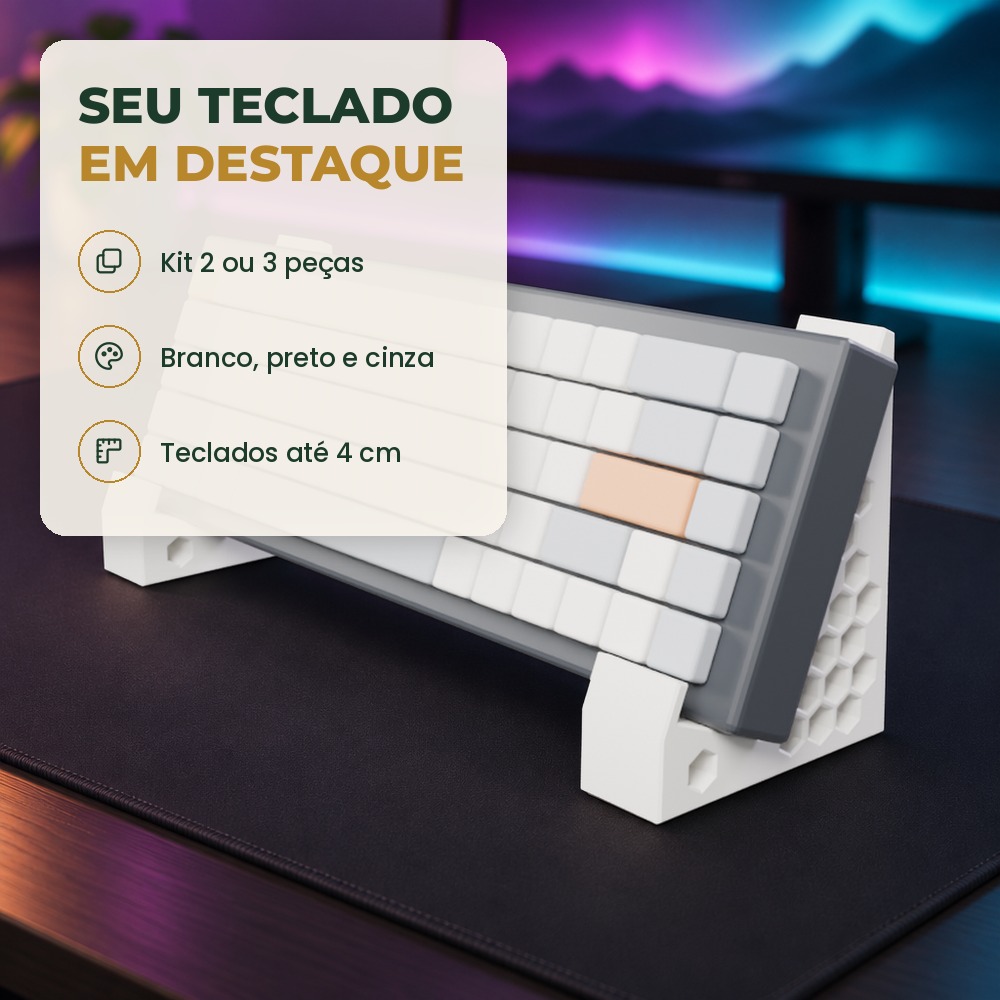 SEU TECLADO
EM DESTAQUE
Kit 2 ou 3 peças
Branco, preto e cinza
Teclados até 4 cm